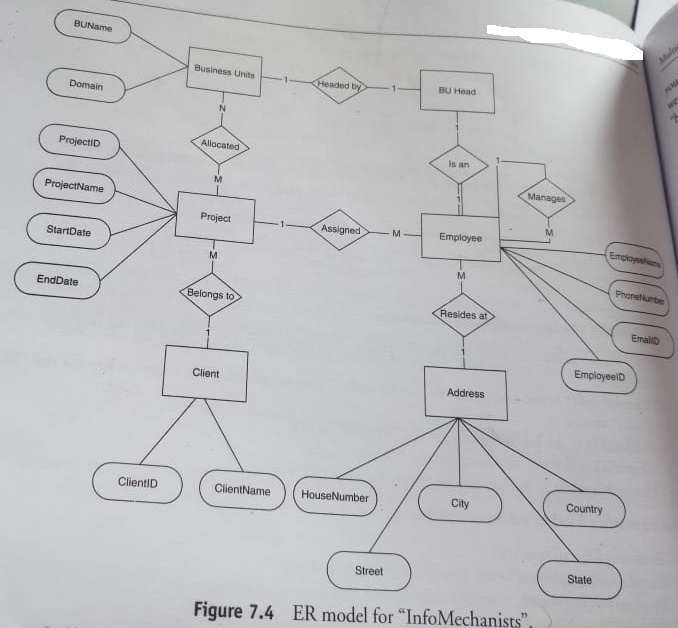 BUName
Business Units
1
Headed by
1
BU Head
Domain
N
1
ProjectID
Allocated
Is an
1
Manages
ProjectName
M
1
StartDate
Project
1
Assigned
M
Employee
M
EmployeeName
EndDate
M
M
PhoneNumber
Belongs to
Resides at
EmailID
1
1
EmployeeID
Client
Address
ClientID
ClientName
HouseNumber
City
Country
Street
State
Figure 7.4 ER model for “InfoMechanists”.